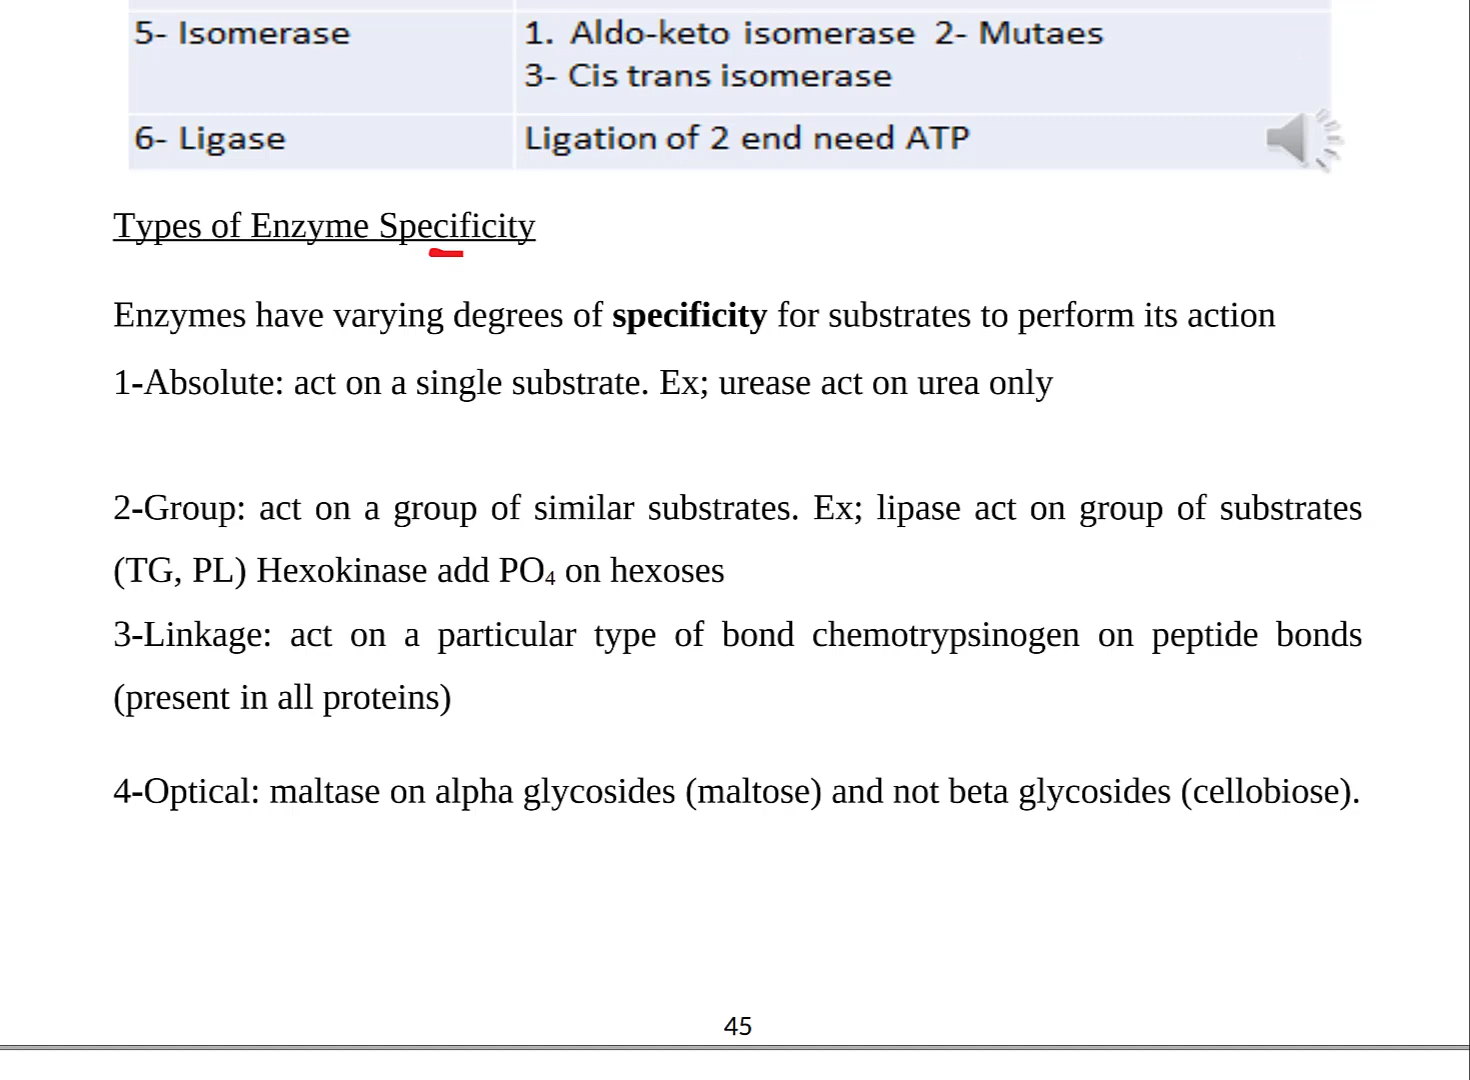 5- Isomerase
1. Aldo-keto isomerase 2- Mutaes
3- Cis trans isomerase
6- Ligase
Ligation of 2 end need ATP
Types of Enzyme Specificity
Enzymes have varying degrees of specificity for substrates to perform its action
1-Absolute: act on a single substrate. Ex; urease act on urea only
2-Group: act on a group of similar substrates. Ex; lipase act on group of substrates
(TG, PL) Hexokinase add PO₄ on hexoses
3-Linkage: act on a particular type of bond chemotrypsinogen on peptide bonds
(present in all proteins)
4-Optical: maltase on alpha glycosides (maltose) and not beta glycosides (cellobiose).
45